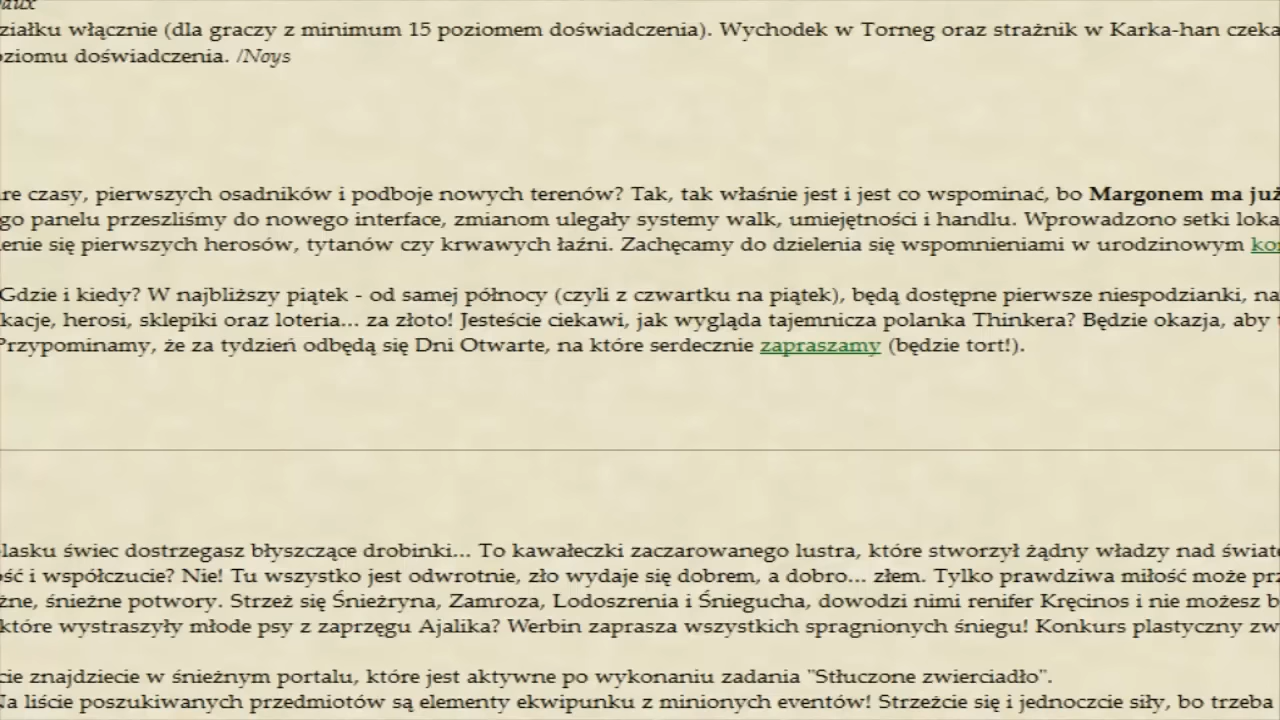 działku włącznie (dla graczy z minimum 15 poziomem doświadczenia). Wychodek w Torneg oraz strażnik w Karka-han czeka
oziomu doświadczenia. /Noys
re czasy, pierwszych osadników i podboje nowych terenów? Tak, tak właśnie jest i jest co wspominać, bo Margonem ma już
go panelu przeszliśmy do nowego interface, zmianom ulegały systemy walk, umiejętności i handlu. Wprowadzono setki loka
enie się pierwszych herosów, tytanów czy krwawych łaźni. Zachęcamy do dzielenia się wspomnieniami w urodzinowym kon
Gdzie i kiedy? W najbliższy piątek - od samej północy (czyli z czwartku na piątek), będą dostępne pierwsze niespodzianki, na
kacje, herosi, sklepiki oraz loteria... za złoto! Jesteście ciekawi, jak wygląda tajemnicza polanka Thinkera? Będzie okazja, aby
Przypominamy, że za tydzień odbędą się Dni Otwarte, na które serdecznie zapraszamy (będzie tort!).
lasku świec dostrzegasz błyszczące drobinki... To kawałeczki zaczarowanego lustra, które stworzył żądny władzy nad świate
ść i współczucie? Nie! Tu wszystko jest odwrotnie, zło wydaje się dobrem, a dobro... złem. Tylko prawdziwa miłość może prz
źne, śnieżne potwory. Strzeż się Śnieżryna, Zamroza, Lodoszrenia i Śniegucha, dowodzi nimi renifer Kręcinos i nie możesz b
które wystraszyły młode psy z zaprzęgu Ajalika? Werbin zaprasza wszystkich spragnionych śniegu! Konkurs plastyczny zw
cie znajdziecie w śnieżnym portalu, które jest aktywne po wykonaniu zadania "Stłuczone zwierciadło".
Na liście poszukiwanych przedmiotów są elementy ekwipunku z minionych eventów! Strzeżcie się i jednoczcie siły, bo trzeba